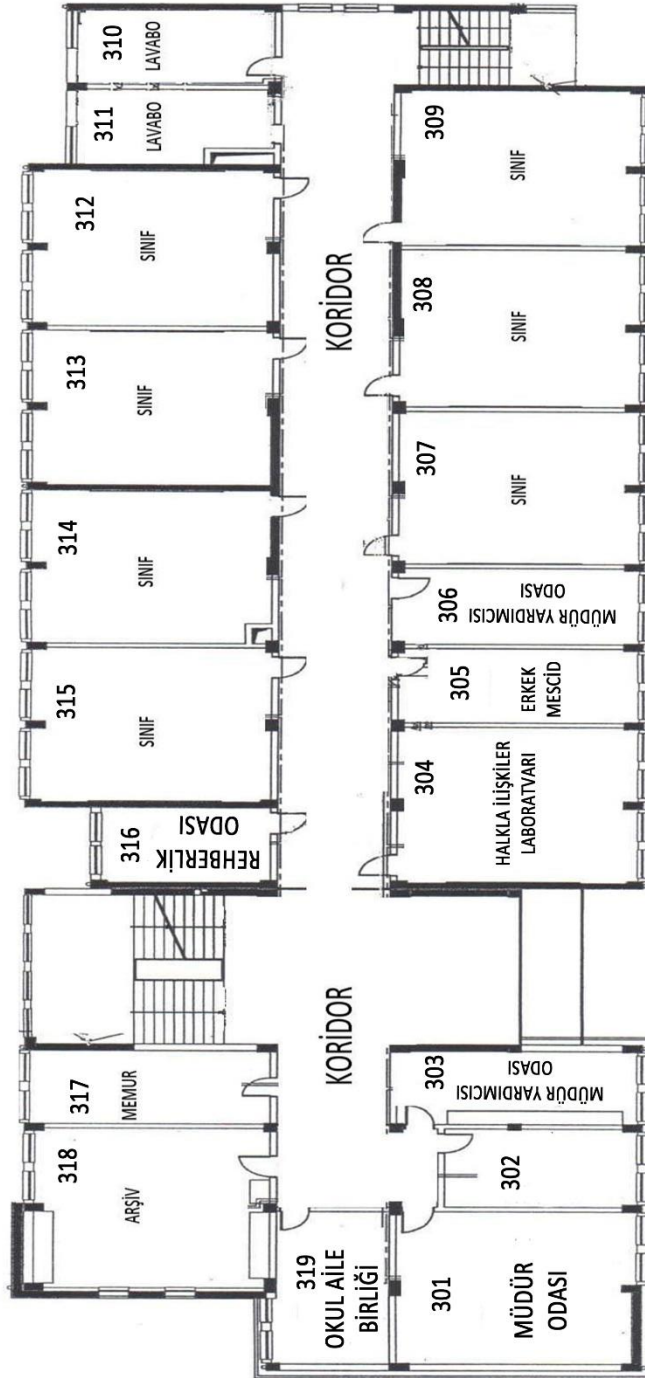 310
LAVABO
311
LAVABO
312
SINIF
313
SINIF
314
SINIF
315
SINIF
316
REHBERLİK
ODASI
317
MEMUR
318
ARŞİV
319
OKUL AİLE
BİRLİĞİ
KORİDOR
KORİDOR
309
SINIF
308
SINIF
307
SINIF
306
MÜDÜR YARDIMCISI
ODASI
305
ERKEK
MESCİD
304
HALKLA İLİŞKİLER
LABORATVARI
303
MÜDÜR YARDIMCISI
ODASI
302
301
MÜDÜR
ODASI